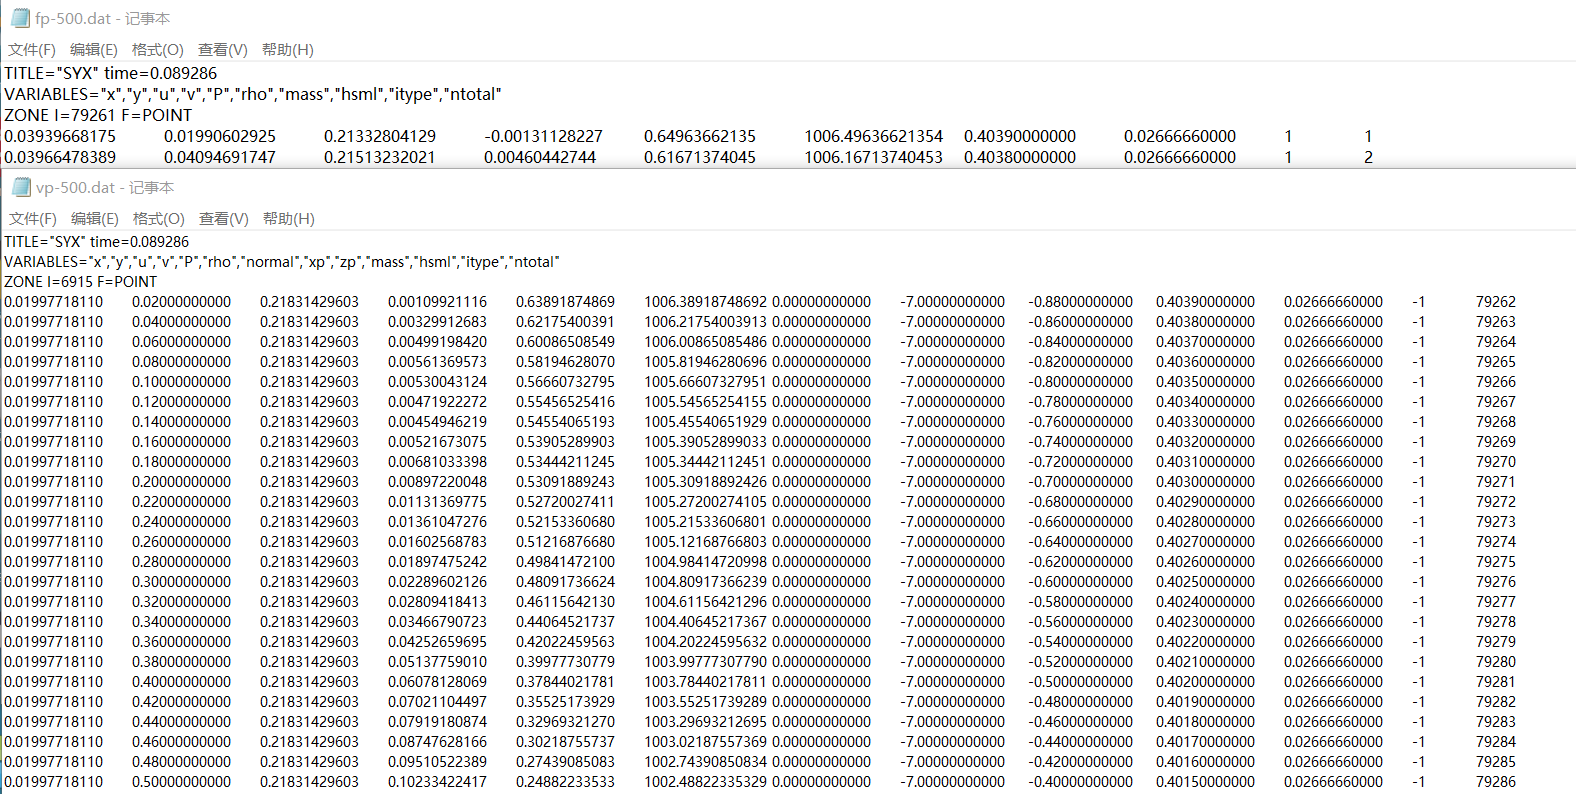 fp-500.dat - 记事本
文件(F) 编辑(E) 格式(O) 查看(V) 帮助(H)
TITLE="SYX" time=0.089286
VARIABLES="x","y","u","v","P","rho","mass","hsml","itype","ntotal"
ZONE I=79261 F=POINT
0.03939668175 0.01990602925 0.21332804129 -0.00131128227 0.64963662135 1006.49636621354 0.40390000000 0.02666660000 1 1
0.03966478389 0.04094691747 0.21513232021 0.00460442744 0.61671374045 1006.16713740453 0.40380000000 0.02666660000 1 2
vp-500.dat - 记事本
文件(F) 编辑(E) 格式(O) 查看(V) 帮助(H)
TITLE="SYX" time=0.089286
VARIABLES="x","y","u","v","P","rho","normal","xp","zp","mass","hsml","itype","ntotal"
ZONE I=6915 F=POINT
0.01997718110 0.02000000000 0.21831429603 0.00109921116 0.63891874869 1006.38918748692 0.00000000000 -7.00000000000 -0.88000000000 0.40390000000 0.02666660000 -1 79262
0.01997718110 0.04000000000 0.21831429603 0.00329912683 0.62175400391 1006.21754003913 0.00000000000 -7.00000000000 -0.86000000000 0.40380000000 0.02666660000 -1 79263
0.01997718110 0.06000000000 0.21831429603 0.00499198420 0.60086508549 1006.00865085486 0.00000000000 -7.00000000000 -0.84000000000 0.40370000000 0.02666660000 -1 79264
0.01997718110 0.08000000000 0.21831429603 0.00561369573 0.58194628070 1005.81946280696 0.00000000000 -7.00000000000 -0.82000000000 0.40360000000 0.02666660000 -1 79265
0.01997718110 0.10000000000 0.21831429603 0.00530043124 0.56660732795 1005.66607327951 0.00000000000 -7.00000000000 -0.80000000000 0.40350000000 0.02666660000 -1 79266
0.01997718110 0.12000000000 0.21831429603 0.00471922272 0.55456525416 1005.54565254155 0.00000000000 -7.00000000000 -0.78000000000 0.40340000000 0.02666660000 -1 79267
0.01997718110 0.14000000000 0.21831429603 0.00454946219 0.54554065193 1005.45540651929 0.00000000000 -7.00000000000 -0.76000000000 0.40330000000 0.02666660000 -1 79268
0.01997718110 0.16000000000 0.21831429603 0.00521673075 0.53905289903 1005.39052899033 0.00000000000 -7.00000000000 -0.74000000000 0.40320000000 0.02666660000 -1 79269
0.01997718110 0.18000000000 0.21831429603 0.00681033398 0.53444211245 1005.34442112451 0.00000000000 -7.00000000000 -0.72000000000 0.40310000000 0.02666660000 -1 79270
0.01997718110 0.20000000000 0.21831429603 0.00897220048 0.53091889243 1005.30918892426 0.00000000000 -7.00000000000 -0.70000000000 0.40300000000 0.02666660000 -1 79271
0.01997718110 0.22000000000 0.21831429603 0.01131369775 0.52720027411 1005.27200274105 0.00000000000 -7.00000000000 -0.68000000000 0.40290000000 0.02666660000 -1 79272
0.01997718110 0.24000000000 0.21831429603 0.01361047276 0.52153360680 1005.21533606801 0.00000000000 -7.00000000000 -0.66000000000 0.40280000000 0.02666660000 -1 79273
0.01997718110 0.26000000000 0.21831429603 0.01602568783 0.51216876680 1005.12168766803 0.00000000000 -7.00000000000 -0.64000000000 0.40270000000 0.02666660000 -1 79274
0.01997718110 0.28000000000 0.21831429603 0.01897475242 0.49841472100 1004.98414720998 0.00000000000 -7.00000000000 -0.62000000000 0.40260000000 0.02666660000 -1 79275
0.01997718110 0.30000000000 0.21831429603 0.02289602126 0.48091736624 1004.80917366239 0.00000000000 -7.00000000000 -0.60000000000 0.40250000000 0.02666660000 -1 79276
0.01997718110 0.32000000000 0.21831429603 0.02809418413 0.46115642130 1004.61156421296 0.00000000000 -7.00000000000 -0.58000000000 0.40240000000 0.02666660000 -1 79277
0.01997718110 0.34000000000 0.21831429603 0.03466790723 0.44064521737 1004.40645217367 0.00000000000 -7.00000000000 -0.56000000000 0.40230000000 0.02666660000 -1 79278
0.01997718110 0.36000000000 0.21831429603 0.04252659695 0.42022459563 1004.20224595632 0.00000000000 -7.00000000000 -0.54000000000 0.40220000000 0.02666660000 -1 79279
0.01997718110 0.38000000000 0.21831429603 0.05137759010 0.39977730779 1003.99777307790 0.00000000000 -7.00000000000 -0.52000000000 0.40210000000 0.02666660000 -1 79280
0.01997718110 0.40000000000 0.21831429603 0.06078128069 0.37844021781 1003.78440217811 0.00000000000 -7.00000000000 -0.50000000000 0.40200000000 0.02666660000 -1 79281
0.01997718110 0.42000000000 0.21831429603 0.07021104497 0.35525173929 1003.55251739289 0.00000000000 -7.00000000000 -0.48000000000 0.40190000000 0.02666660000 -1 79282
0.01997718110 0.44000000000 0.21831429603 0.07919180874 0.32969321270 1003.29693212695 0.00000000000 -7.00000000000 -0.46000000000 0.40180000000 0.02666660000 -1 79283
0.01997718110 0.46000000000 0.21831429603 0.08747628166 0.30218755737 1003.02187557369 0.00000000000 -7.00000000000 -0.44000000000 0.40170000000 0.02666660000 -1 79284
0.01997718110 0.48000000000 0.21831429603 0.09510522389 0.27439085083 1002.74390850834 0.00000000000 -7.00000000000 -0.42000000000 0.40160000000 0.02666660000 -1 79285
0.01997718110 0.50000000000 0.21831429603 0.10233422417 0.24882233533 1002.48822335329 0.00000000000 -7.00000000000 -0.40000000000 0.40150000000 0.02666660000 -1 79286